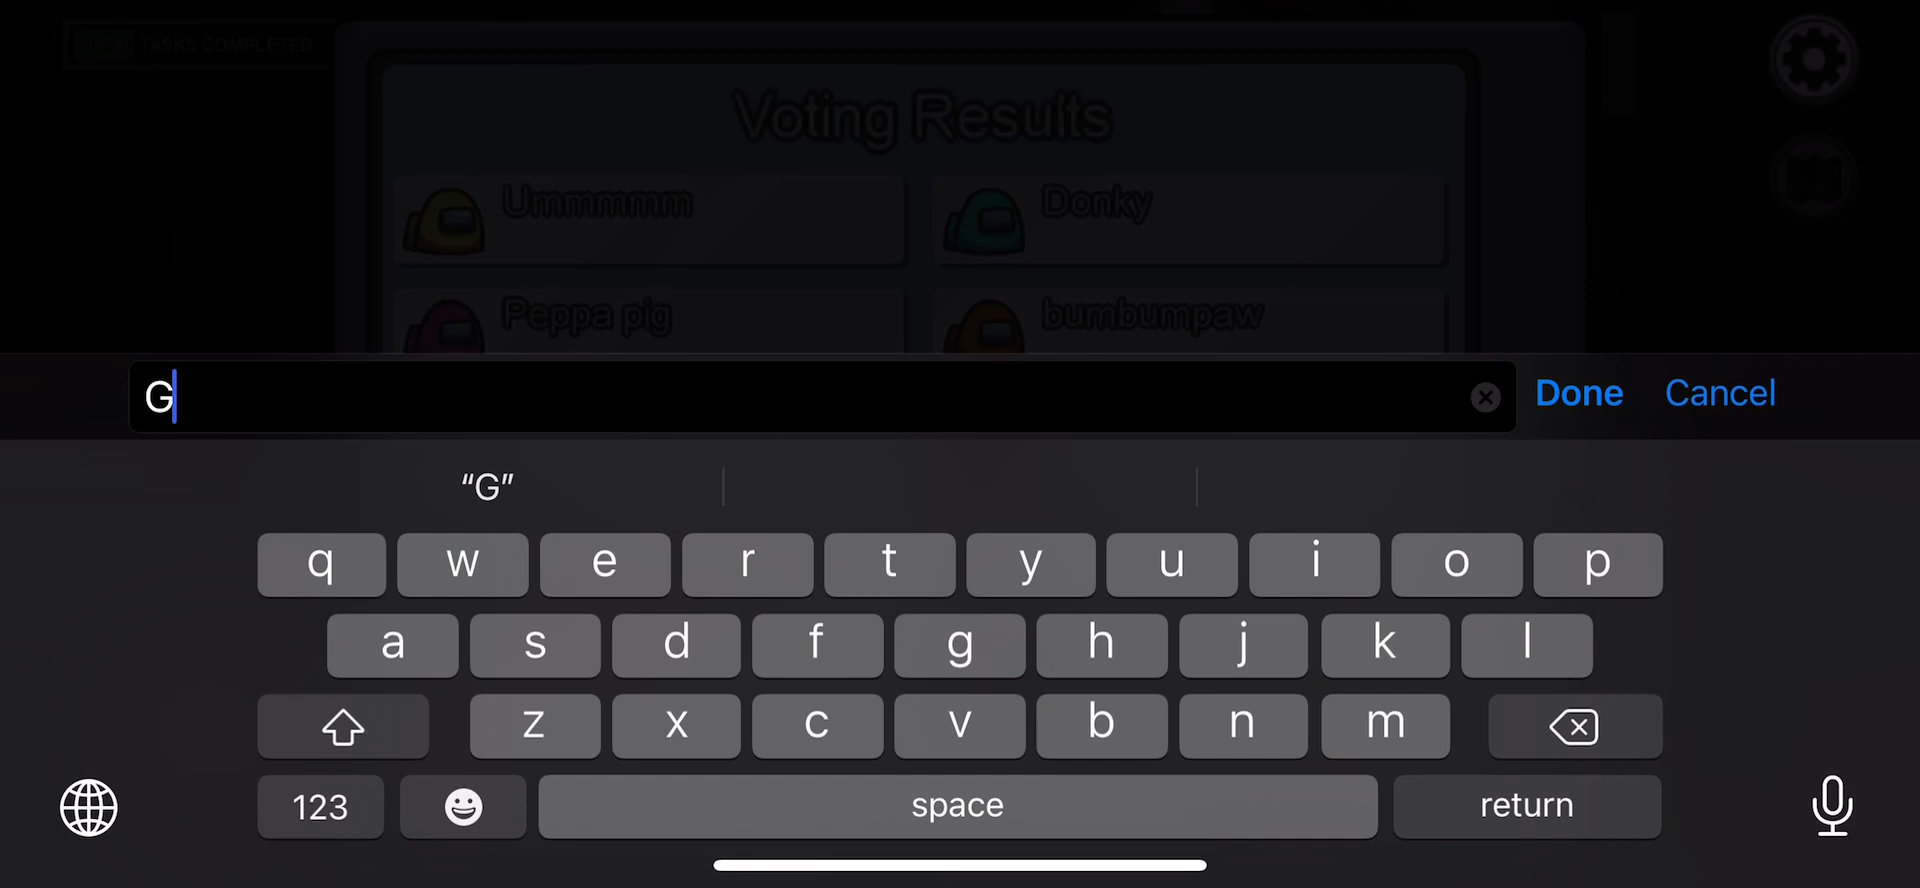 TASKS COMPLETED
Voting Results
Ummmmm Donky
Peppa pig bumbumpaw
G Done Cancel
“G”
q w e r t y u i o p
a s d f g h j k l
z x c v b n m
123 space return